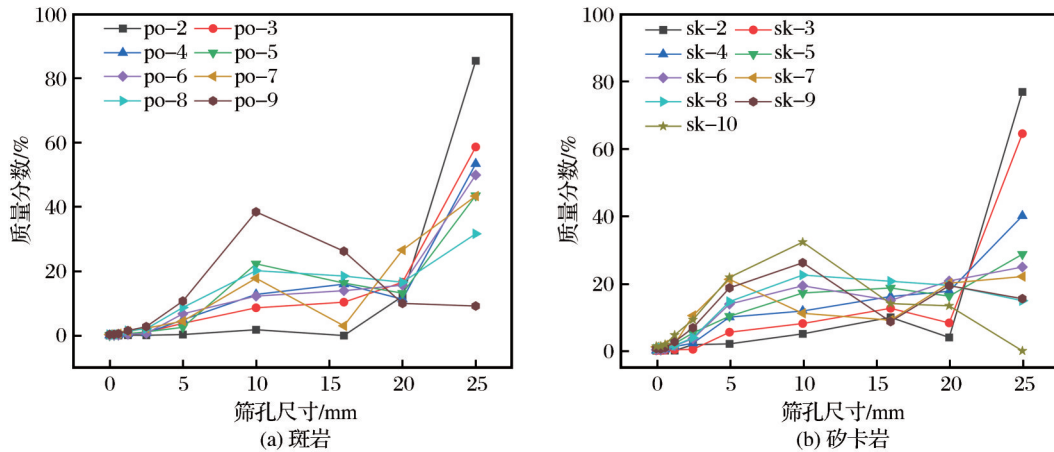 100
80
60
40
20
0
质量分数/%
po-2 po-3
po-4 po-5
po-6 po-7
po-8 po-9
0 5 10 15 20 25
筛孔尺寸/mm
(a) 斑岩
100
80
60
40
20
0
质量分数/%
sk-2 sk-3
sk-4 sk-5
sk-6 sk-7
sk-8 sk-9
sk-10
0 5 10 15 20 25
筛孔尺寸/mm
(b) 矽卡岩